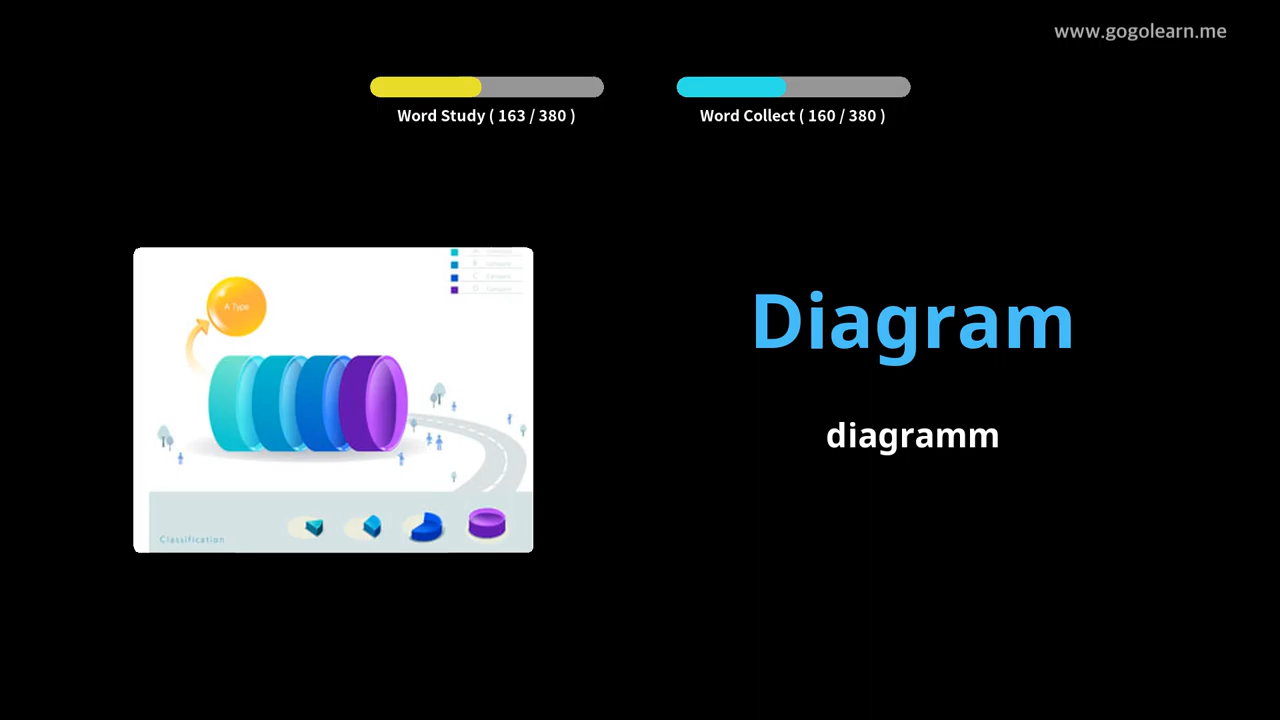 www.gogolearn.me
Word Study ( 163 / 380 )
Word Collect ( 160 / 380 )
A Type
Diagram
diagramm
Classification